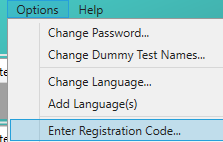 Options Help
Change Password...
Change Dummy Test Names...
Change Language...
Add Language(s)
Enter Registration Code...